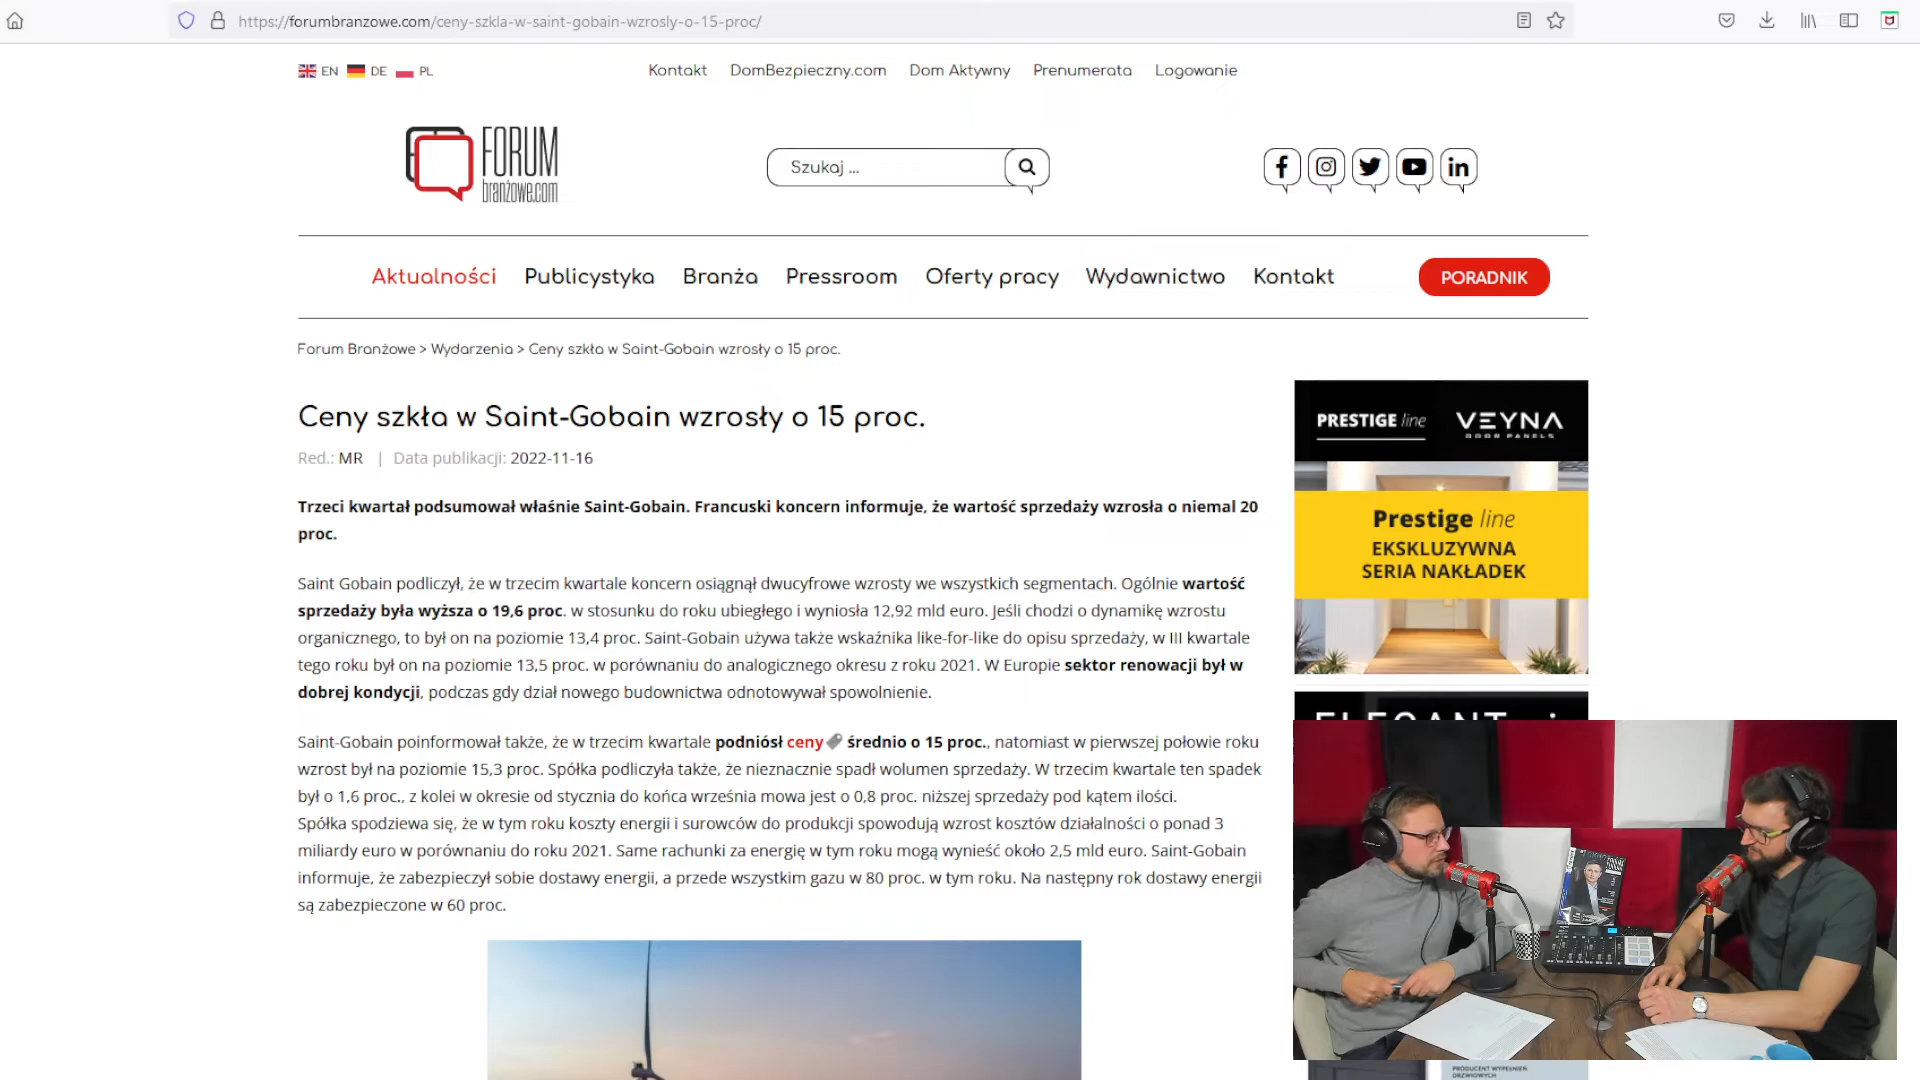 https://forumbranzowe.com/ceny-szkla-w-saint-gobain-wzrosly-o-15-proc/
EN DE PL
Kontakt DomBezpieczny.com Dom Aktywny Prenumerata Logowanie
FORUM
branżowe.com
Szukaj ...
Aktualności Publicystyka Branża Pressroom Oferty pracy Wydawnictwo Kontakt PORADNIK
Forum Branżowe > Wydarzenia > Ceny szkła w Saint-Gobain wzrosły o 15 proc.
Ceny szkła w Saint-Gobain wzrosły o 15 proc.
Red.: MR | Data publikacji: 2022-11-16
Trzeci kwartał podsumował właśnie Saint-Gobain. Francuski koncern informuje, że wartość sprzedaży wzrosła o niemal 20
proc.
Saint Gobain podliczył, że w trzecim kwartale koncern osiągnął dwucyfrowe wzrosty we wszystkich segmentach. Ogólnie wartość
sprzedaży była wyższa o 19,6 proc. w stosunku do roku ubiegłego i wyniosła 12,92 mld euro. Jeśli chodzi o dynamikę wzrostu
organicznego, to był on na poziomie 13,4 proc. Saint-Gobain używa także wskaźnika like-for-like do opisu sprzedaży, w III kwartale
tego roku był on na poziomie 13,5 proc. w porównaniu do analogicznego okresu z roku 2021. W Europie sektor renowacji był w
dobrej kondycji, podczas gdy dział nowego budownictwa odnotowywał spowolnienie.
Saint-Gobain poinformował także, że w trzecim kwartale podniósł ceny średnio o 15 proc., natomiast w pierwszej połowie roku
wzrost był na poziomie 15,3 proc. Spółka podliczyła także, że nieznacznie spadł wolumen sprzedaży. W trzecim kwartale ten spadek
był o 1,6 proc., z kolei w okresie od stycznia do końca września mowa jest o 0,8 proc. niższej sprzedaży pod kątem ilości.
Spółka spodziewa się, że w tym roku koszty energii i surowców do produkcji spowodują wzrost kosztów działalności o ponad 3
miliardy euro w porównaniu do roku 2021. Same rachunki za energię w tym roku mogą wynieść około 2,5 mld euro. Saint-Gobain
informuje, że zabezpieczył sobie dostawy energii, a przede wszystkim gazu w 80 proc. w tym roku. Na następny rok dostawy energii
są zabezpieczone w 60 proc.
PRESTIGE line VEYNA
DOOR PANELS
Prestige line
EKSKLUZYWNA
SERIA NAKŁADEK
PRODUCENT WYPEŁNIEŃ
DRZWIOWYCH